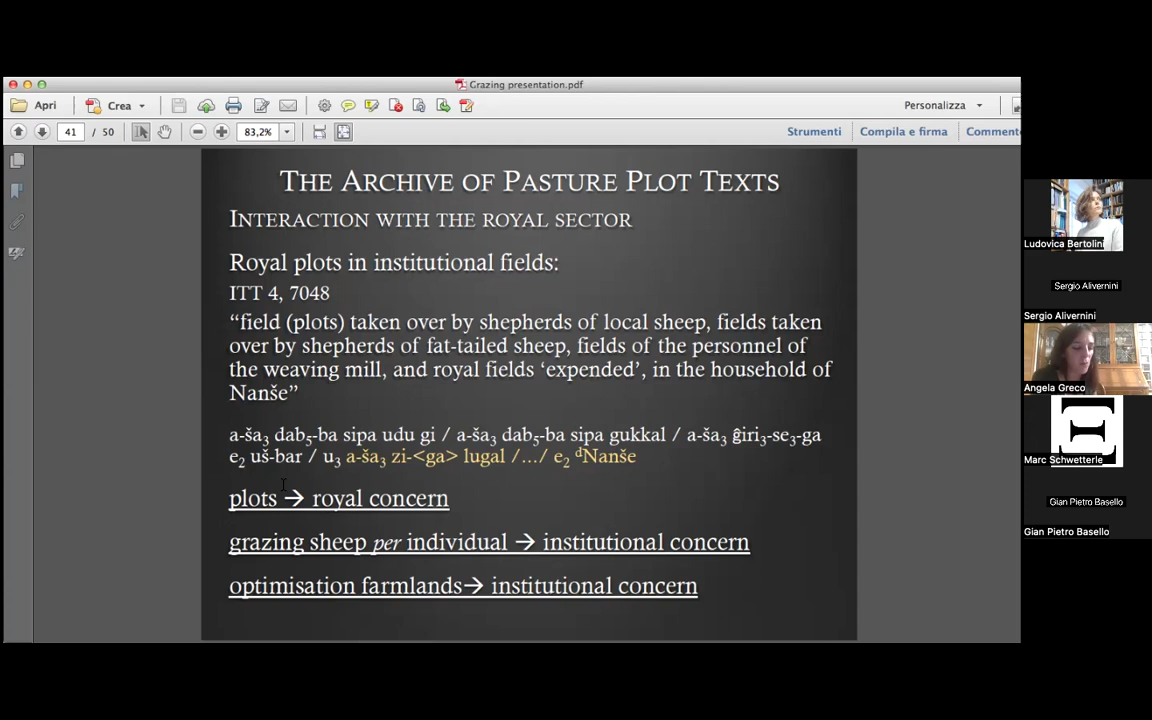 Grazing presentation.pdf
Apri
Crea
Personalizza
41 / 50
83,2%
Strumenti
Compila e firma
Comment
THE ARCHIVE OF PASTURE PLOT TEXTS
INTERACTION WITH THE ROYAL SECTOR
Royal plots in institutional fields:
ITT 4, 7048
“field (plots) taken over by shepherds of local sheep, fields taken
over by shepherds of fat-tailed sheep, fields of the personnel of
the weaving mill, and royal fields ‘expended’, in the household of
Nanše”
a-ša₃ dab₅-ba sipa udu gi / a-ša₃ dab₅-ba sipa gukkal / a-ša₃ ĝiri₃-se₃-ga
e₂ uš-bar / u₃ a-ša₃ zi-<ga> lugal /…/ e₂ ᵈNanše
plots → royal concern
grazing sheep per individual → institutional concern
optimisation farmlands→ institutional concern
Ludovica Bertolini
Sergio Alivernini
Sergio Alivernini
Angela Greco
Marc Schwetterle
Gian Pietro Basello
Gian Pietro Basello